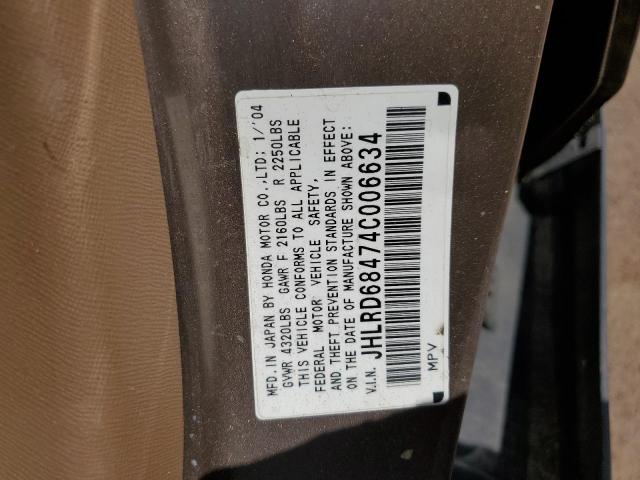 MFD.IN JAPAN BY HONDA MOTOR CO.,LTD; 1/'04
GVWR 4320LBS GAWR F 2160LBS R 2250LBS
THIS VEHICLE CONFORMS TO ALL APPLICABLE
FEDERAL MOTOR VEHICLE SAFETY,
AND THEFT PREVENTION STANDARDS IN EFFECT
ON THE DATE OF MANUFACTURE SHOWN ABOVE:
V.I.N. JHLRD68474C006634
MPV